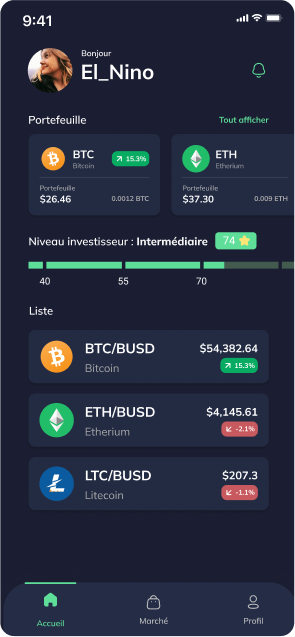 9:41
Bonjour
El_Nino
Portefeuille
Tout afficher
BTC
Bitcoin
15.3%
Portefeuille
$26.46
0.0012 BTC
ETH
Etherium
Portefeuille
$37.30
0.009 ETH
Niveau investisseur : Intermédiaire 74
40 55 70
Liste
BTC/BUSD $54,382.64
Bitcoin 15.3%
ETH/BUSD $4,145.61
Etherium -2.1%
LTC/BUSD $207.3
Litecoin -1.1%
Accueil Marché Profil